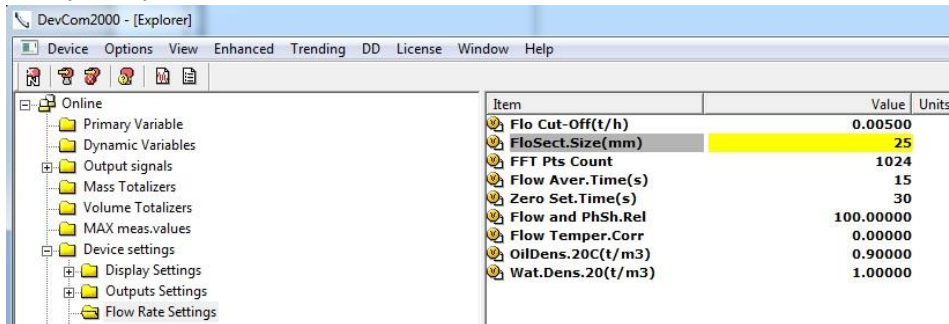 DevCom2000 - [Explorer]
Device Options View Enhanced Trending DD License Window Help
Online
Primary Variable
Dynamic Variables
Output signals
Mass Totalizers
Volume Totalizers
MAX meas.values
Device settings
Display Settings
Outputs Settings
Flow Rate Settings
Item Value Units
Flo Cut-Off(t/h) 0.00500
FloSect.Size(mm) 25
FFT Pts Count 1024
Flow Aver.Time(s) 15
Zero Set.Time(s) 30
Flow and PhSh.Rel 100.00000
Flow Temper.Corr 0.00000
OilDens.20C(t/m3) 0.90000
Wat.Dens.20(t/m3) 1.00000